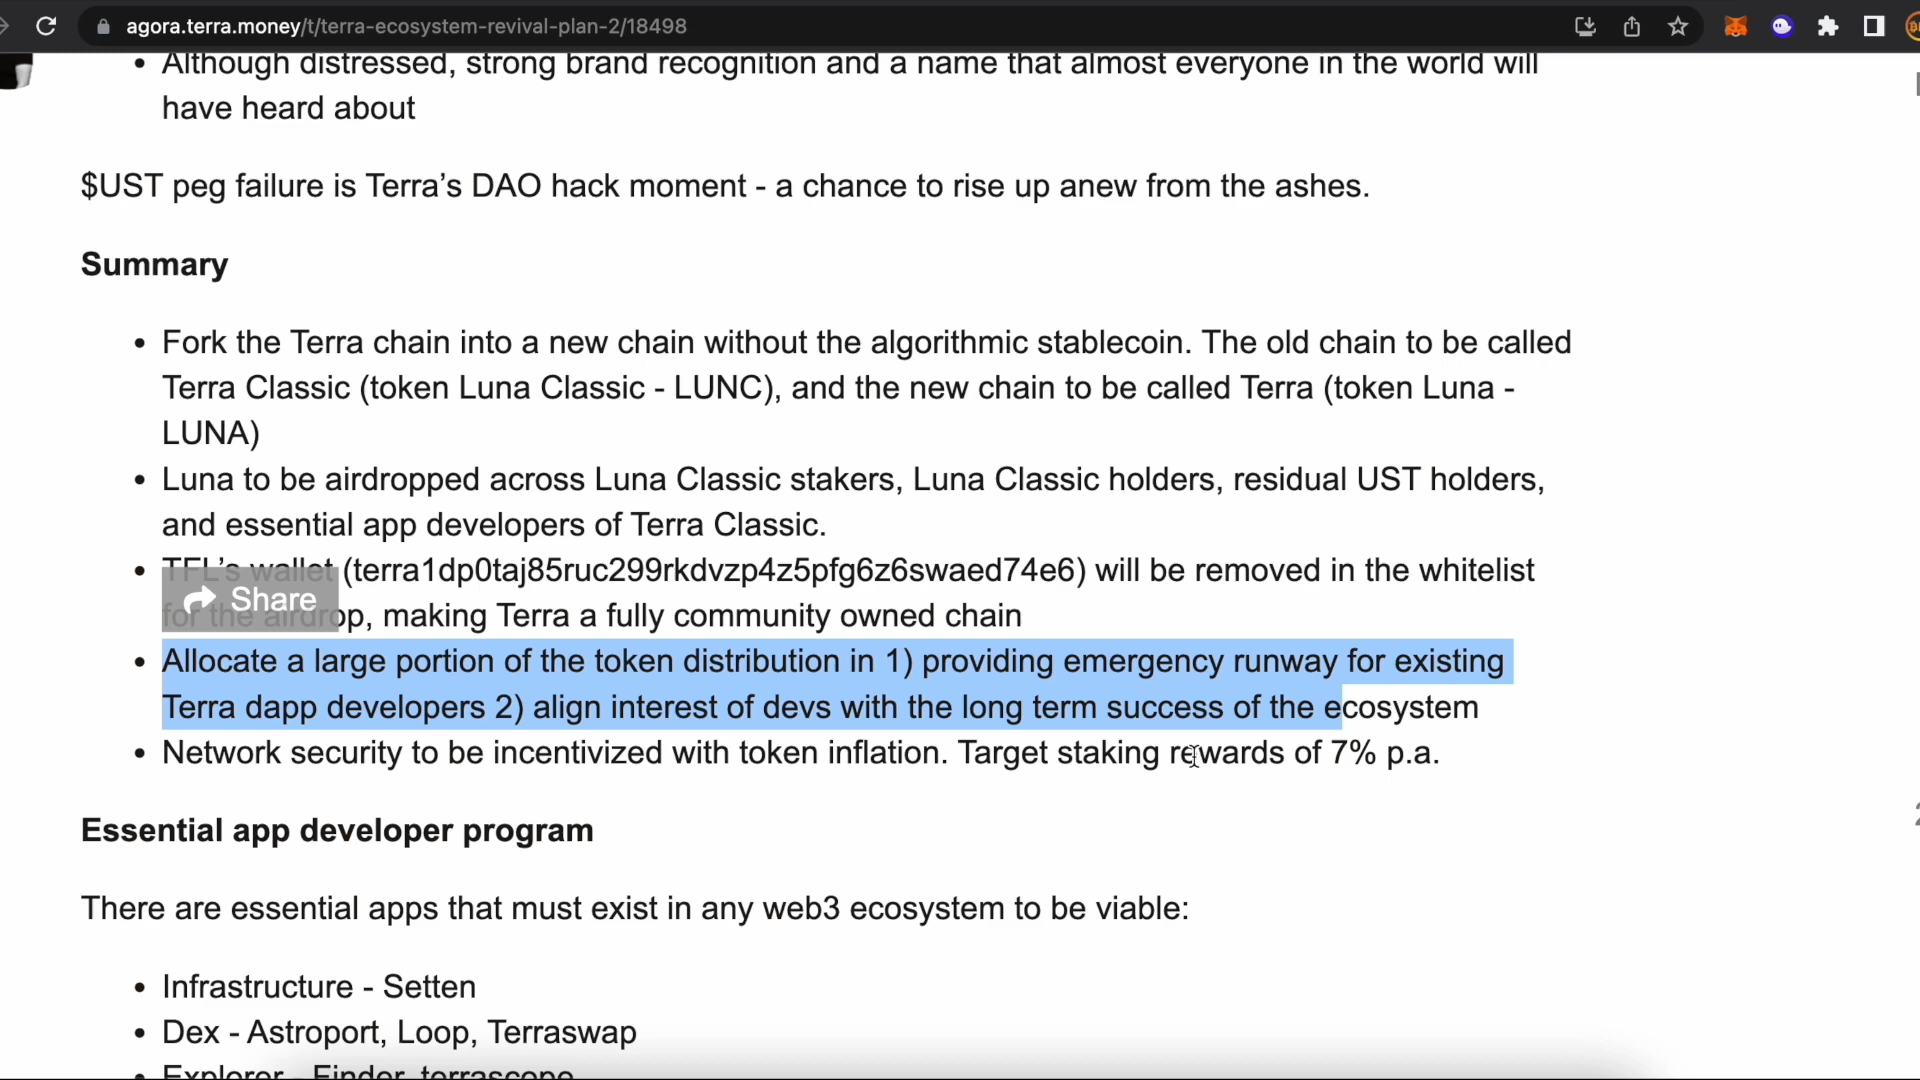 agora.terra.money/t/terra-ecosystem-revival-plan-2/18498
• Although distressed, strong brand recognition and a name that almost everyone in the world will
have heard about
$UST peg failure is Terra’s DAO hack moment - a chance to rise up anew from the ashes.
Summary
• Fork the Terra chain into a new chain without the algorithmic stablecoin. The old chain to be called
Terra Classic (token Luna Classic - LUNC), and the new chain to be called Terra (token Luna -
LUNA)
• Luna to be airdropped across Luna Classic stakers, Luna Classic holders, residual UST holders,
and essential app developers of Terra Classic.
• TFL’s wallet (terra1dp0taj85ruc299rkdvzp4z5pfg6z6swaed74e6) will be removed in the whitelist
Share
for the airdrop, making Terra a fully community owned chain
• Allocate a large portion of the token distribution in 1) providing emergency runway for existing
Terra dapp developers 2) align interest of devs with the long term success of the ecosystem
• Network security to be incentivized with token inflation. Target staking rewards of 7% p.a.
Essential app developer program
There are essential apps that must exist in any web3 ecosystem to be viable:
• Infrastructure - Setten
• Dex - Astroport, Loop, Terraswap
• Explorer - Finder, terrascope